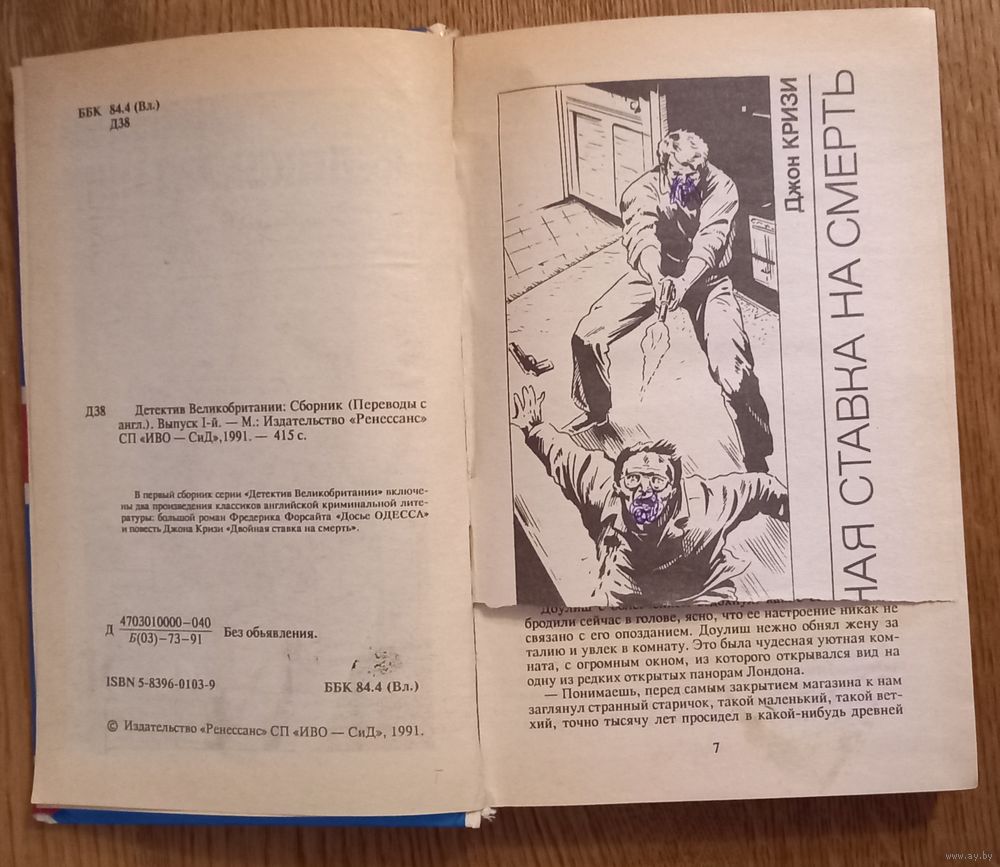 ББК 84.4 (Вл.)
Д38
Д38 Детектив Великобритании: Сборник (Переводы с
англ.). Выпуск I-й. — М.: Издательство «Ренессанс»
СП «ИВО — СиД»,1991. — 415 с.
В первый сборник серии «Детектив Великобритании» включе-
ны два произведения классиков английской криминальной лите-
ратуры: большой роман Фредерика Форсайта «Досье ОДЕССА»
и повесть Джона Кризи «Двойная ставка на смерть».
Д 4703010000–040
Б(03)–73–91 Без объявления.
ISBN 5-8396-0103-9 ББК 84.4 (Вл.)
© Издательство «Ренессанс» СП «ИВО — СиД», 1991.
Джон КРИЗИ
НАЯ СТАВКА НА СМЕРТЬ
Доулиш с
бродили сейчас в голове, ясно, что ее настроение никак не
связано с его опозданием. Доулиш нежно обнял жену за
талию и увлек в комнату. Это была чудесная уютная ком-
ната, с огромным окном, из которого открывался вид на
одну из редких открытых панорам Лондона.
— Понимаешь, перед самым закрытием магазина к нам
заглянул странный старичок, такой маленький, такой вет-
хий, точно тысячу лет просидел в какой-нибудь древней
7
www.ay.by